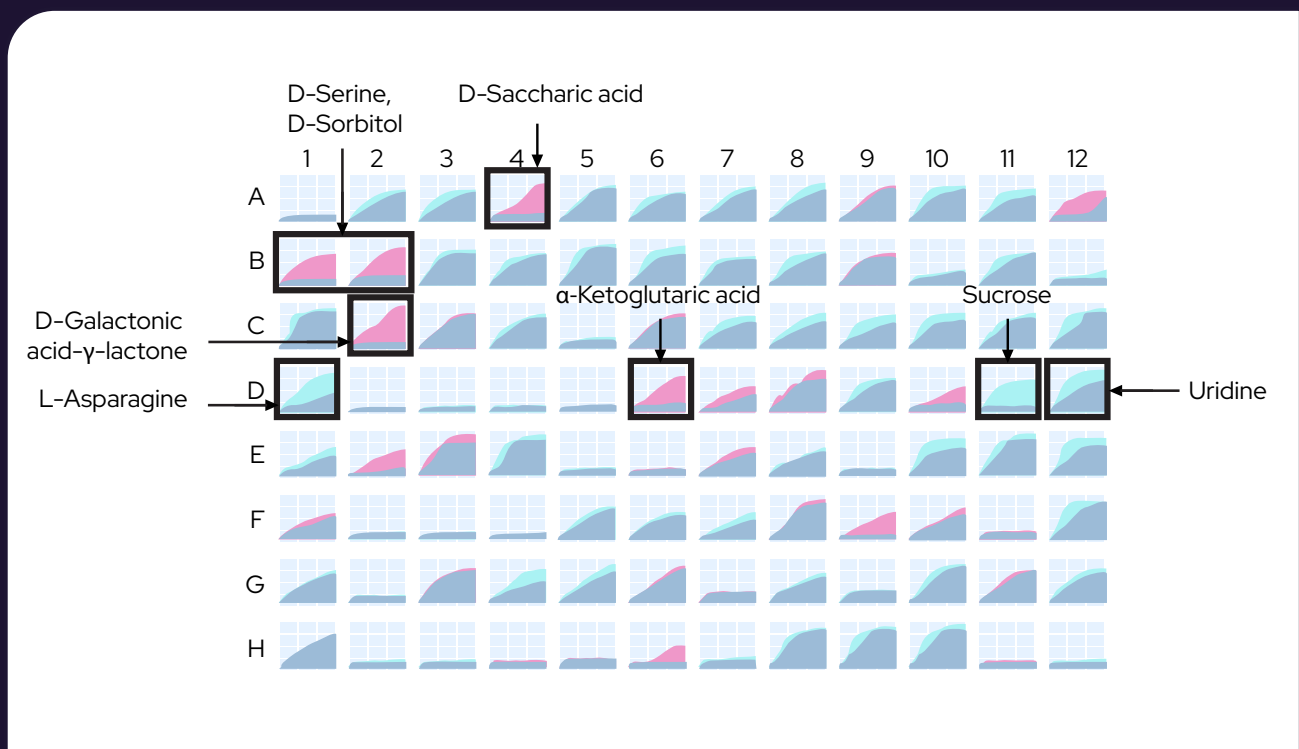 D-Serine,
D-Sorbitol
D-Saccharic acid
1 2 3 4 5 6 7 8 9 10 11 12
A
B
α-Ketoglutaric acid
Sucrose
D-Galactonic
acid-γ-lactone
C
L-Asparagine
D
Uridine
E
F
G
H